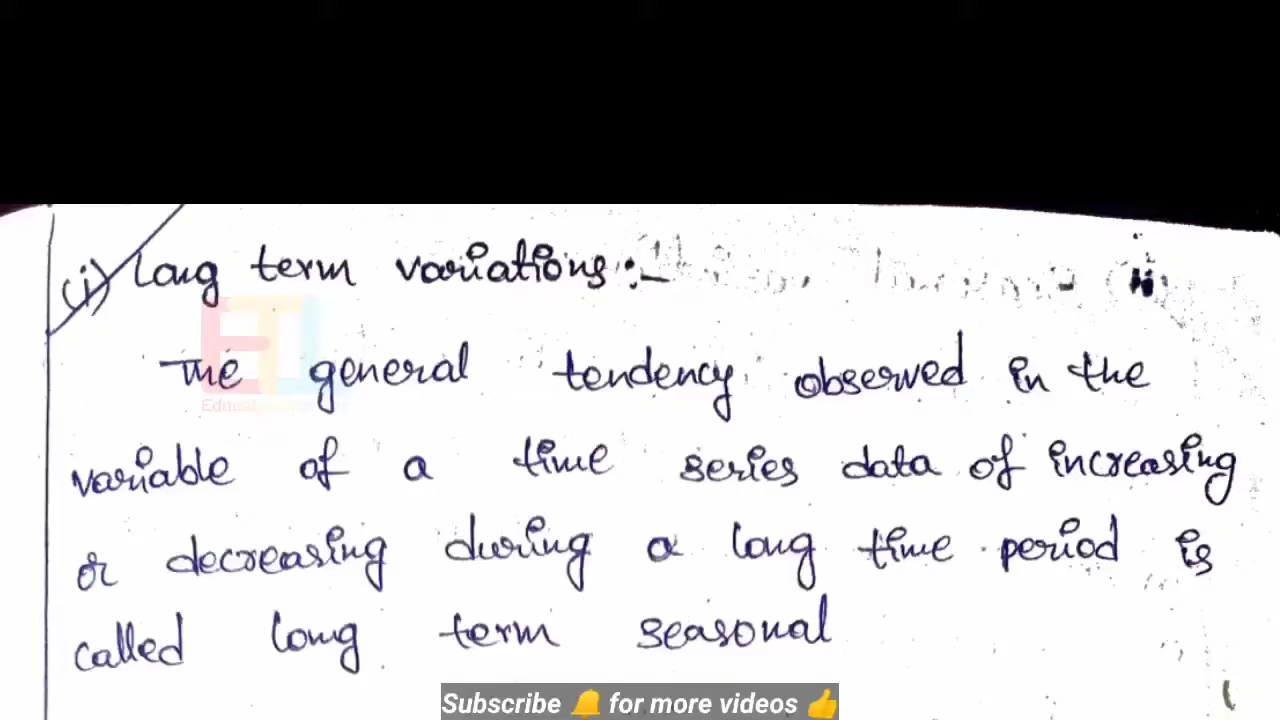 (i) Long term variations :-
The general tendency observed in the
variable of a time series data of increasing
or decreasing during a long time period is
called long term seasonal
Subscribe 🔔 for more videos 👍